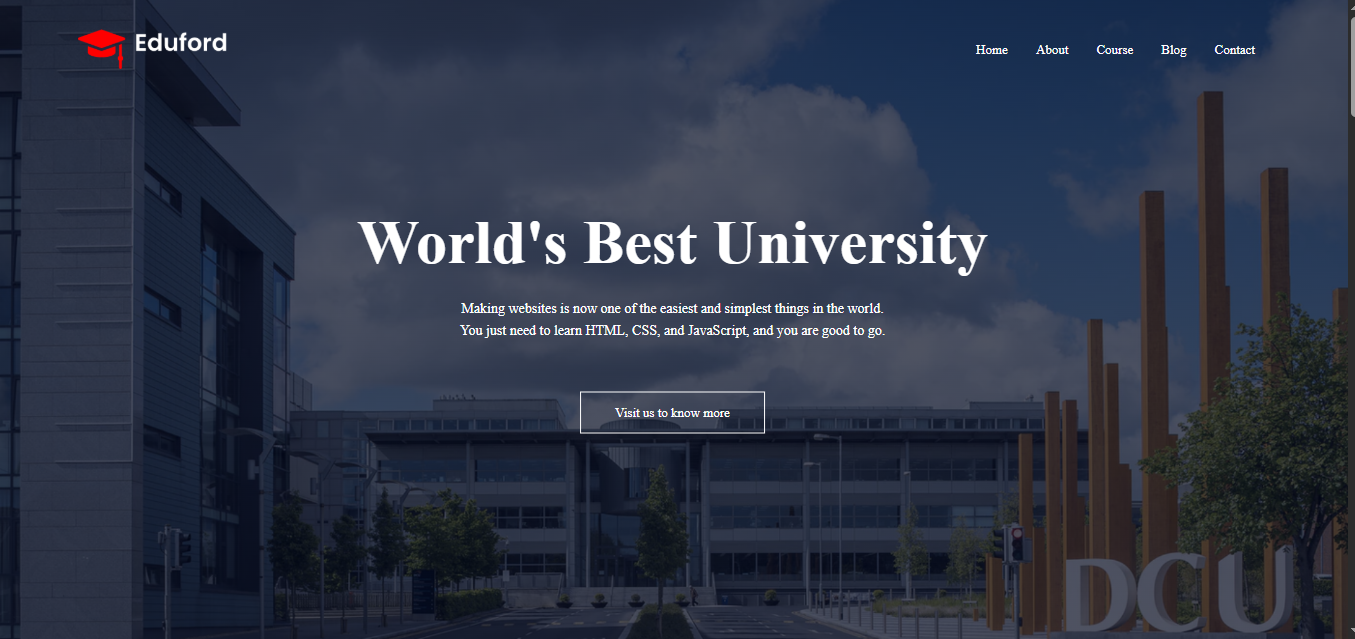 Eduford
Home About Course Blog Contact
World's Best University
Making websites is now one of the easiest and simplest things in the world.
You just need to learn HTML, CSS, and JavaScript, and you are good to go.
Visit us to know more
DCU